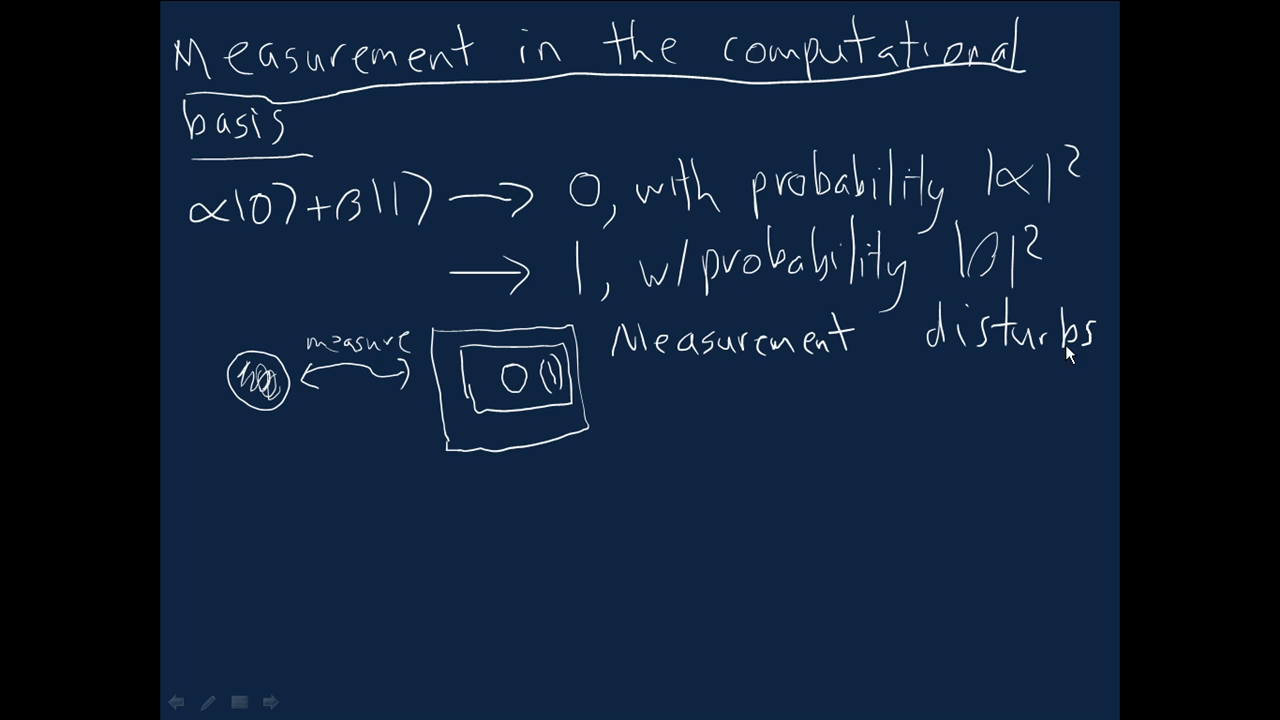 Measurement in the computational
basis
α|0⟩+β|1⟩ → 0, with probability |α|²
→ 1, w/probability |β|²
measure
0 (1)
Measurement disturbs